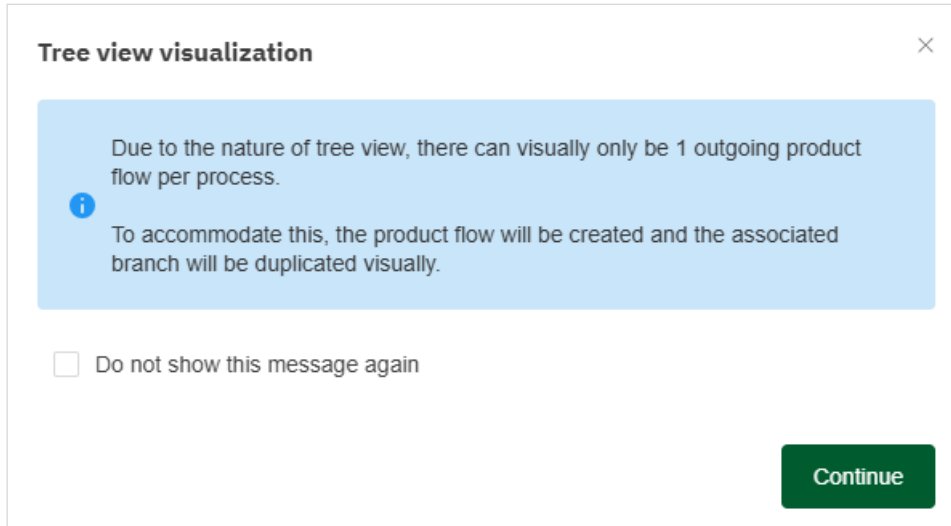 Tree view visualization
Due to the nature of tree view, there can visually only be 1 outgoing product
flow per process.
To accommodate this, the product flow will be created and the associated
branch will be duplicated visually.
Do not show this message again
Continue